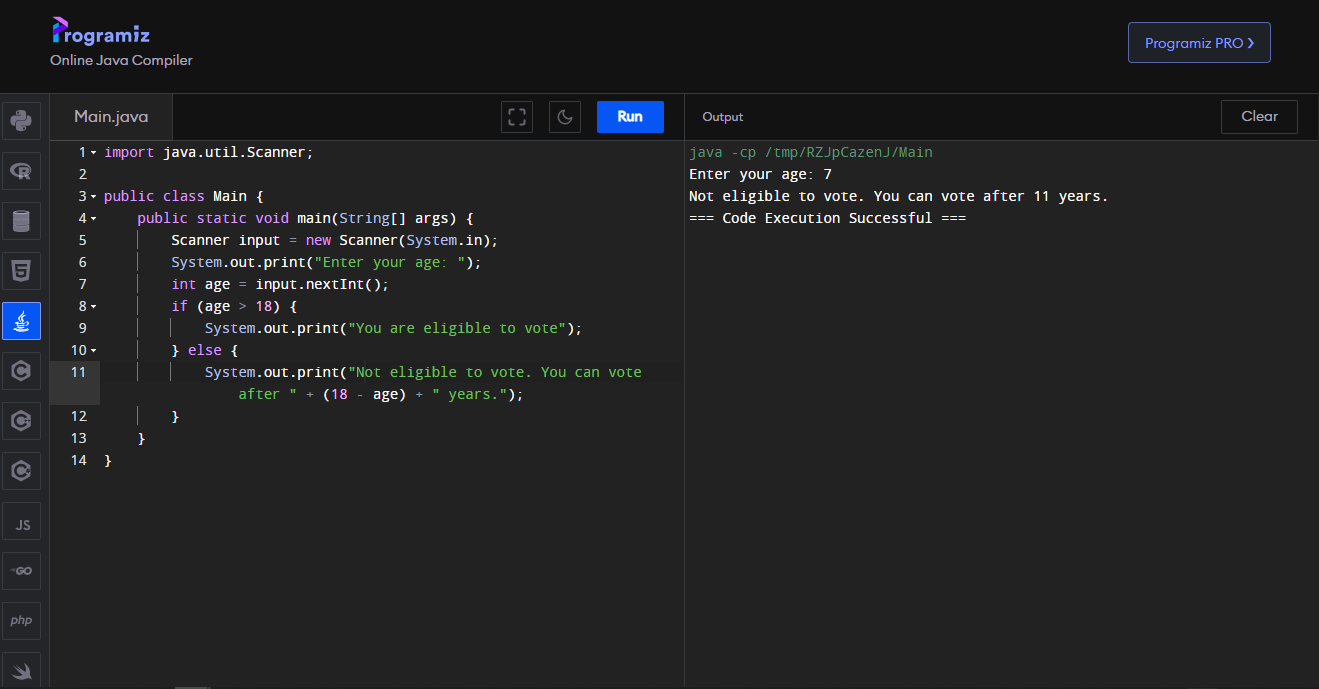 Programiz
Online Java Compiler
Programiz PRO ❯
Main.java
Run
Output
Clear
1 import java.util.Scanner;
2
3 public class Main {
4 public static void main(String[] args) {
5 Scanner input = new Scanner(System.in);
6 System.out.print("Enter your age: ");
7 int age = input.nextInt();
8 if (age > 18) {
9 System.out.print("You are eligible to vote");
10 } else {
11 System.out.print("Not eligible to vote. You can vote
after " + (18 - age) + " years.");
12 }
13 }
14 }
java -cp /tmp/RZJpCazenJ/Main
Enter your age: 7
Not eligible to vote. You can vote after 11 years.
=== Code Execution Successful ===
R
5
C
C
C
JS
GO
php